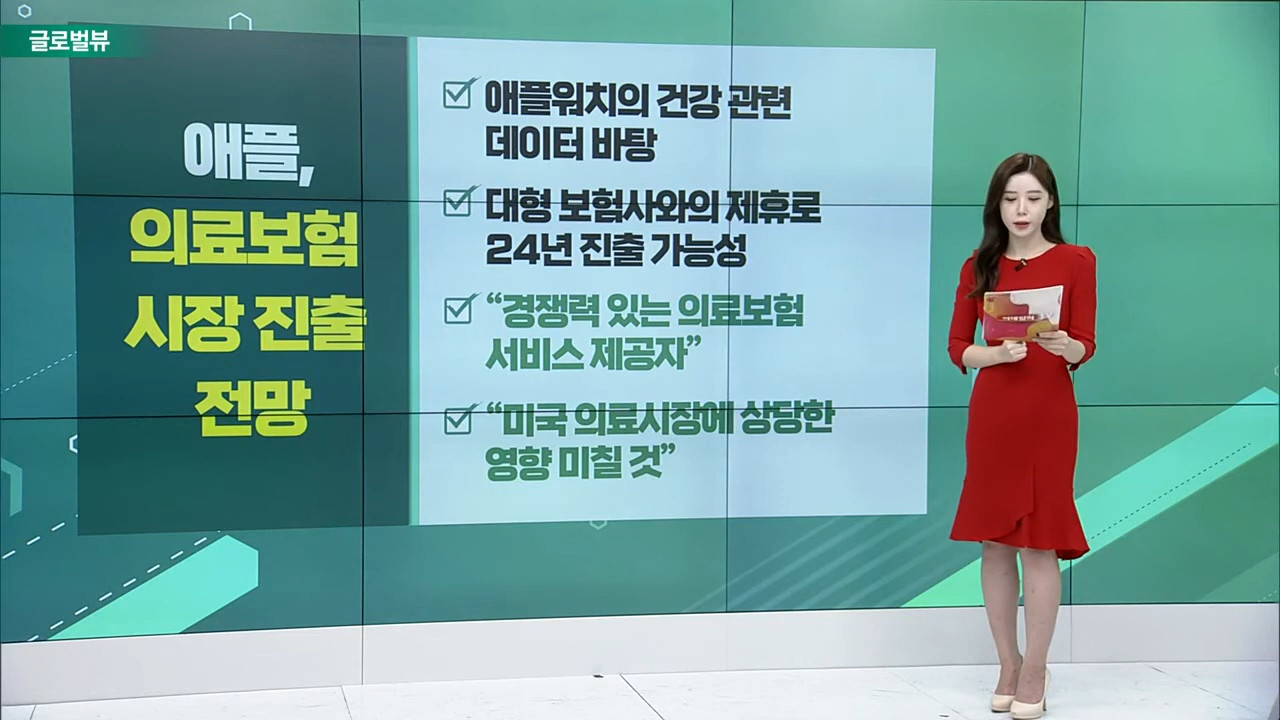 글로벌뷰
애플,
의료보험
시장 진출
전망
애플워치의 건강 관련
데이터 바탕
대형 보험사와의 제휴로
24년 진출 가능성
“경쟁력 있는 의료보험
서비스 제공자”
“미국 의료시장에 상당한
영향 미칠 것”